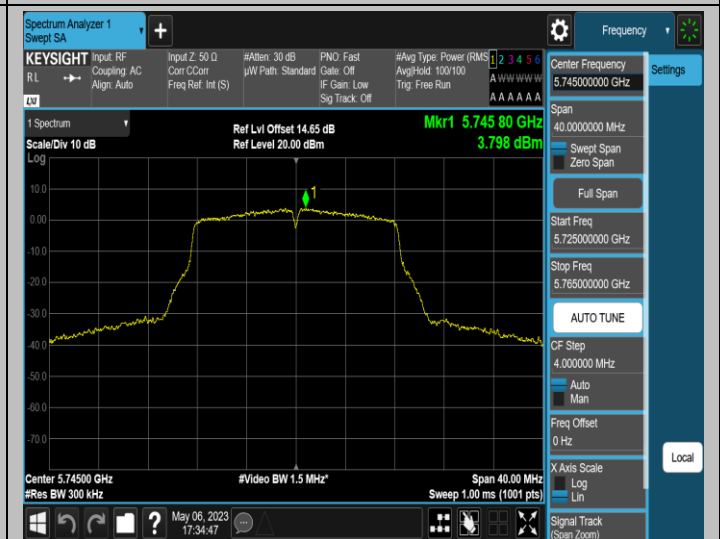 Spectrum Analyzer 1
Swept SA
+
Frequency
KEYSIGHT
RL
LXI
Input: RF
Coupling: AC
Align: Auto
Input Z: 50 Ω
Corr CCorr
Freq Ref: Int (S)
#Atten: 30 dB
µW Path: Standard
PNO: Fast
Gate: Off
IF Gain: Low
Sig Track: Off
#Avg Type: Power (RMS
Avg|Hold: 100/100
Trig: Free Run
1 2 3 4 5 6
A W W W W W
A A A A A A
Center Frequency
5.745000000 GHz
Settings
Span
40.0000000 MHz
Swept Span
Zero Span
Full Span
Start Freq
5.725000000 GHz
Stop Freq
5.765000000 GHz
AUTO TUNE
CF Step
4.000000 MHz
Auto
Man
Freq Offset
0 Hz
X Axis Scale
Log
Lin
Signal Track
(Span Zoom)
Local
1 Spectrum
Scale/Div 10 dB
Log
Ref Lvl Offset 14.65 dB
Ref Level 20.00 dBm
Mkr1 5.745 80 GHz
3.798 dBm
1
10.0
0.00
-10.0
-20.0
-30.0
-40.0
-50.0
-60.0
-70.0
Center 5.74500 GHz
#Res BW 300 kHz
#Video BW 1.5 MHz*
Span 40.00 MHz
Sweep 1.00 ms (1001 pts)
?
May 06, 2023
17:34:47